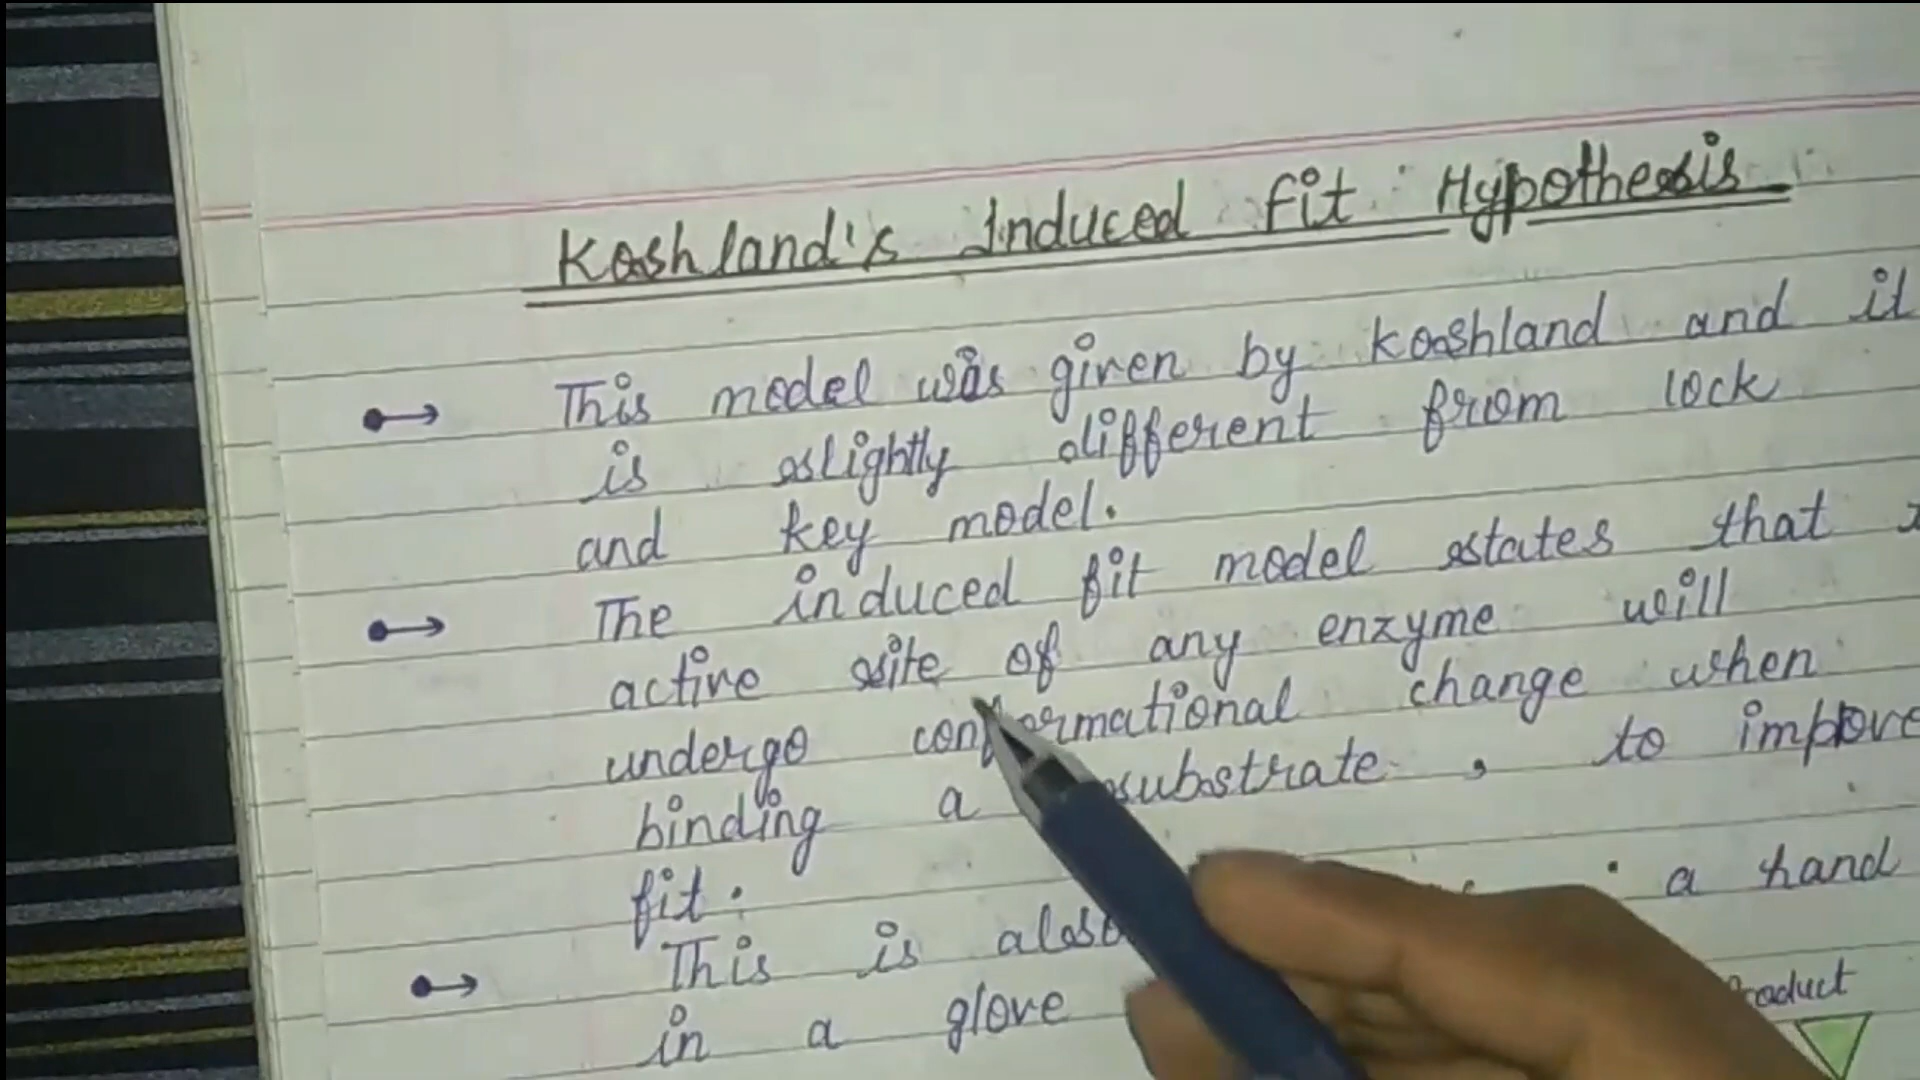 Koshland's Induced fit Hypothesis
This model was given by Koshland and it
is slightly different from lock
and key model.
The induced fit model states that
active site of any enzyme will
undergo conformational change when
binding a substrate, to improve
fit.
This is also a hand
in a glove
Product